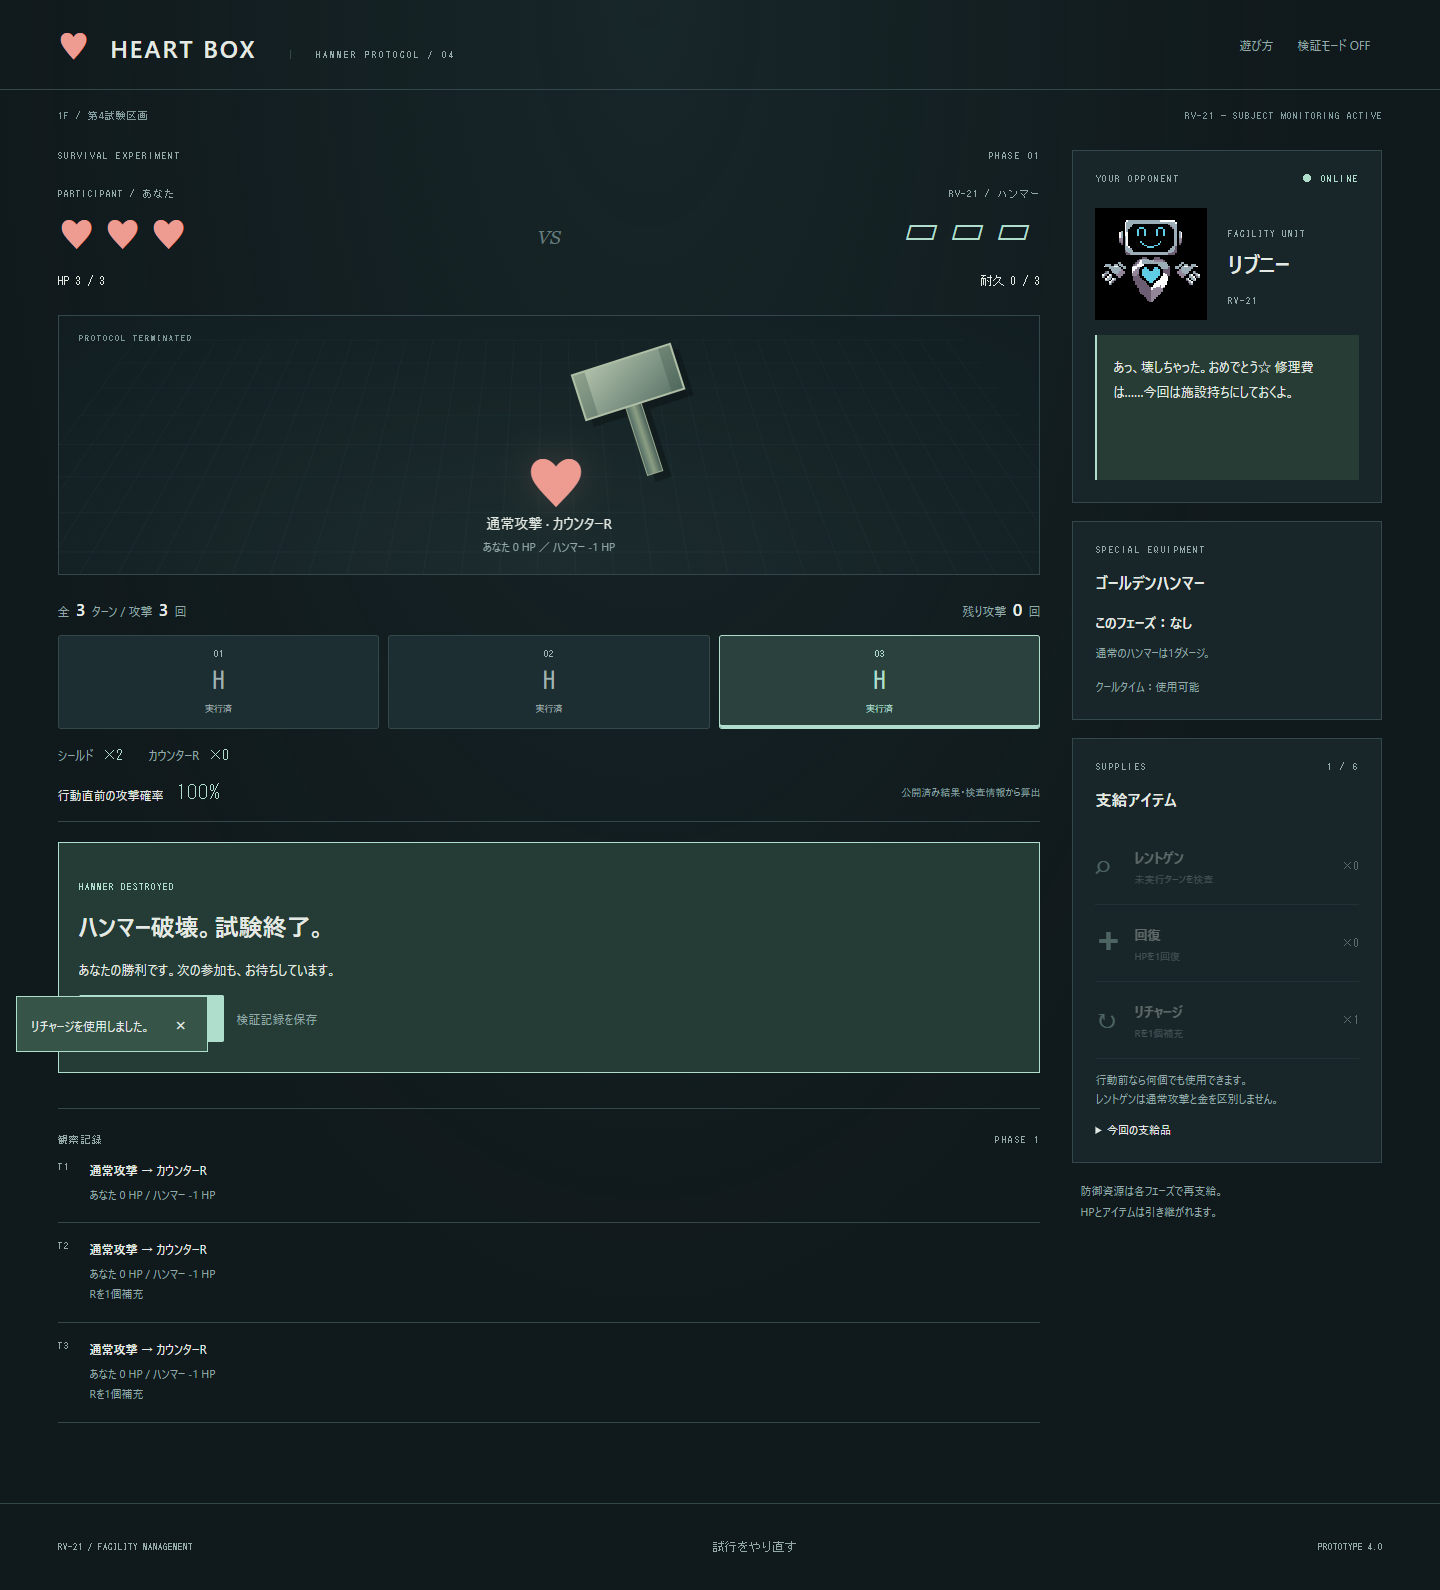 HEART BOX
HAMMER PROTOCOL / 04
遊び方
検証モード OFF
1F / 第4試験区画
RV-21 — SUBJECT MONITORING ACTIVE
SURVIVAL EXPERIMENT
PHASE 01
PARTICIPANT / あなた
RV-21 / ハンマー
VS
HP 3 / 3
耐久 0 / 3
PROTOCOL TERMINATED
通常攻撃・カウンターR
あなた 0 HP ／ ハンマー -1 HP
全 3 ターン / 攻撃 3 回
残り攻撃 0 回
01
H
実行済
02
H
実行済
03
H
実行済
シールド ×2
カウンターR ×0
行動直前の攻撃確率 100%
公開済み結果・検査情報から算出
HAMMER DESTROYED
ハンマー破壊。試験終了。
あなたの勝利です。次の参加も、お待ちしています。
リチャージを使用しました。 ×
検証記録を保存
観察記録
PHASE 1
T1
通常攻撃 → カウンターR
あなた 0 HP / ハンマー -1 HP
T2
通常攻撃 → カウンターR
あなた 0 HP / ハンマー -1 HP
Rを1個補充
T3
通常攻撃 → カウンターR
あなた 0 HP / ハンマー -1 HP
Rを1個補充
YOUR OPPONENT
ONLINE
FACILITY UNIT
リブニー
RV-21
あっ、壊しちゃった。おめでとう☆ 修理費
は……今回は施設持ちにしておくよ。
SPECIAL EQUIPMENT
ゴールデンハンマー
このフェーズ：なし
通常のハンマーは1ダメージ。
クールタイム：使用可能
SUPPLIES
1 / 6
支給アイテム
レントゲン
未実行ターンを検査
×0
回復
HPを1回復
×0
リチャージ
Rを1個補充
×1
行動前なら何個でも使用できます。
レントゲンは通常攻撃と金を区別しません。
▶ 今回の支給品
防御資源は各フェーズで再支給。
HPとアイテムは引き継がれます。
RV-21 / FACILITY MANAGEMENT
試行をやり直す
PROTOTYPE 4.0